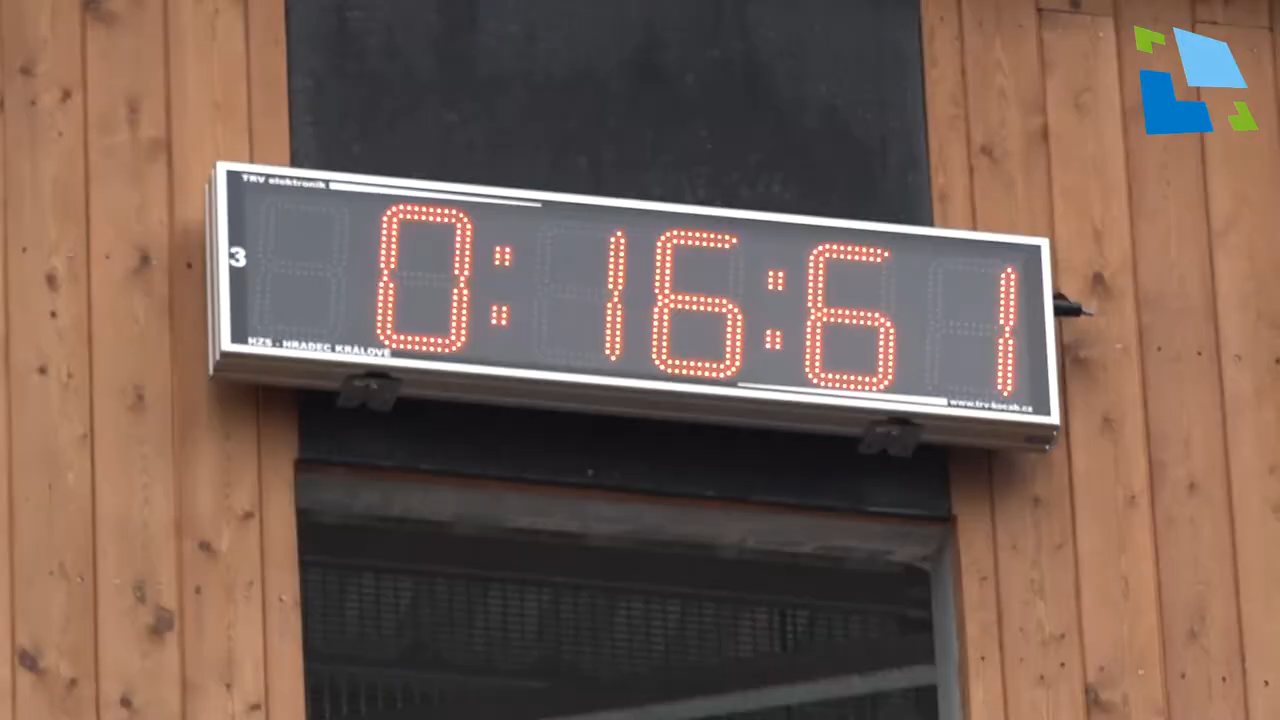 TRV elektronik
3
0:16:61
HZS - HRADEC KRÁLOVÉ
www.trv-kocab.cz